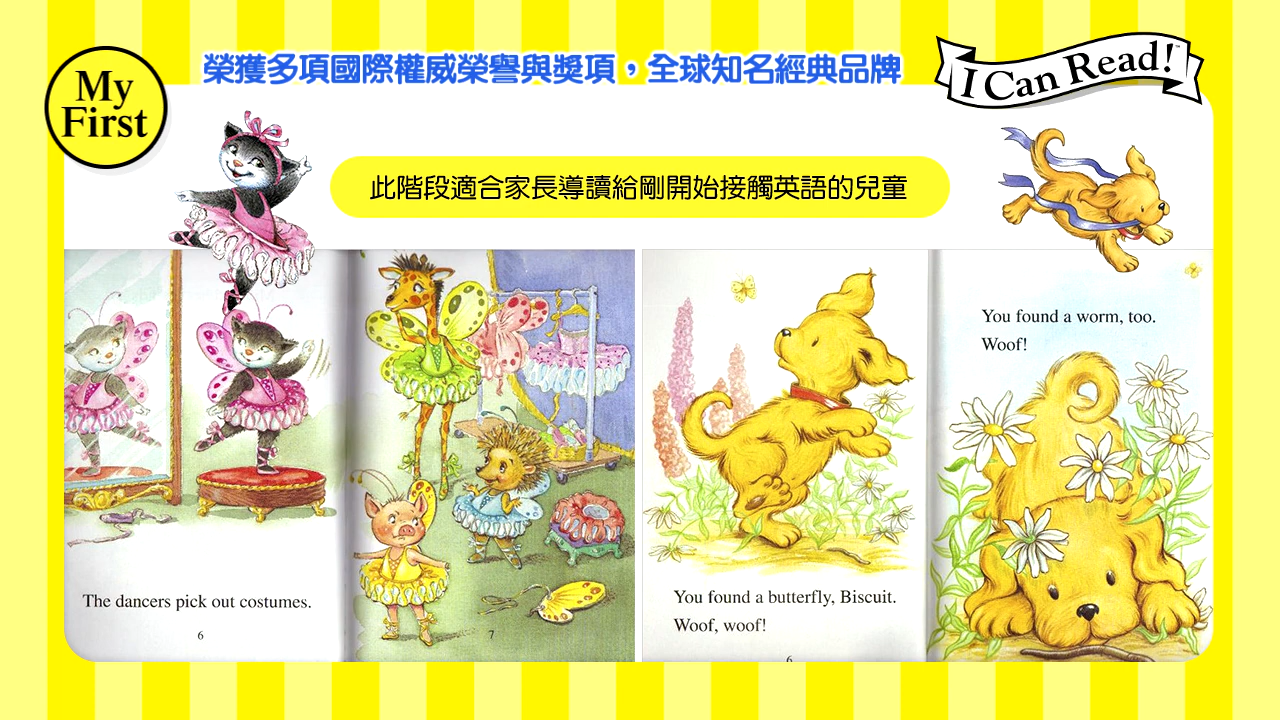 榮獲多項國際權威榮譽與獎項，全球知名經典品牌
My
First
I Can Read!™
此階段適合家長導讀給剛開始接觸英語的兒童
The dancers pick out costumes.
6
7
You found a butterfly, Biscuit.
Woof, woof!
6
You found a worm, too.
Woof!